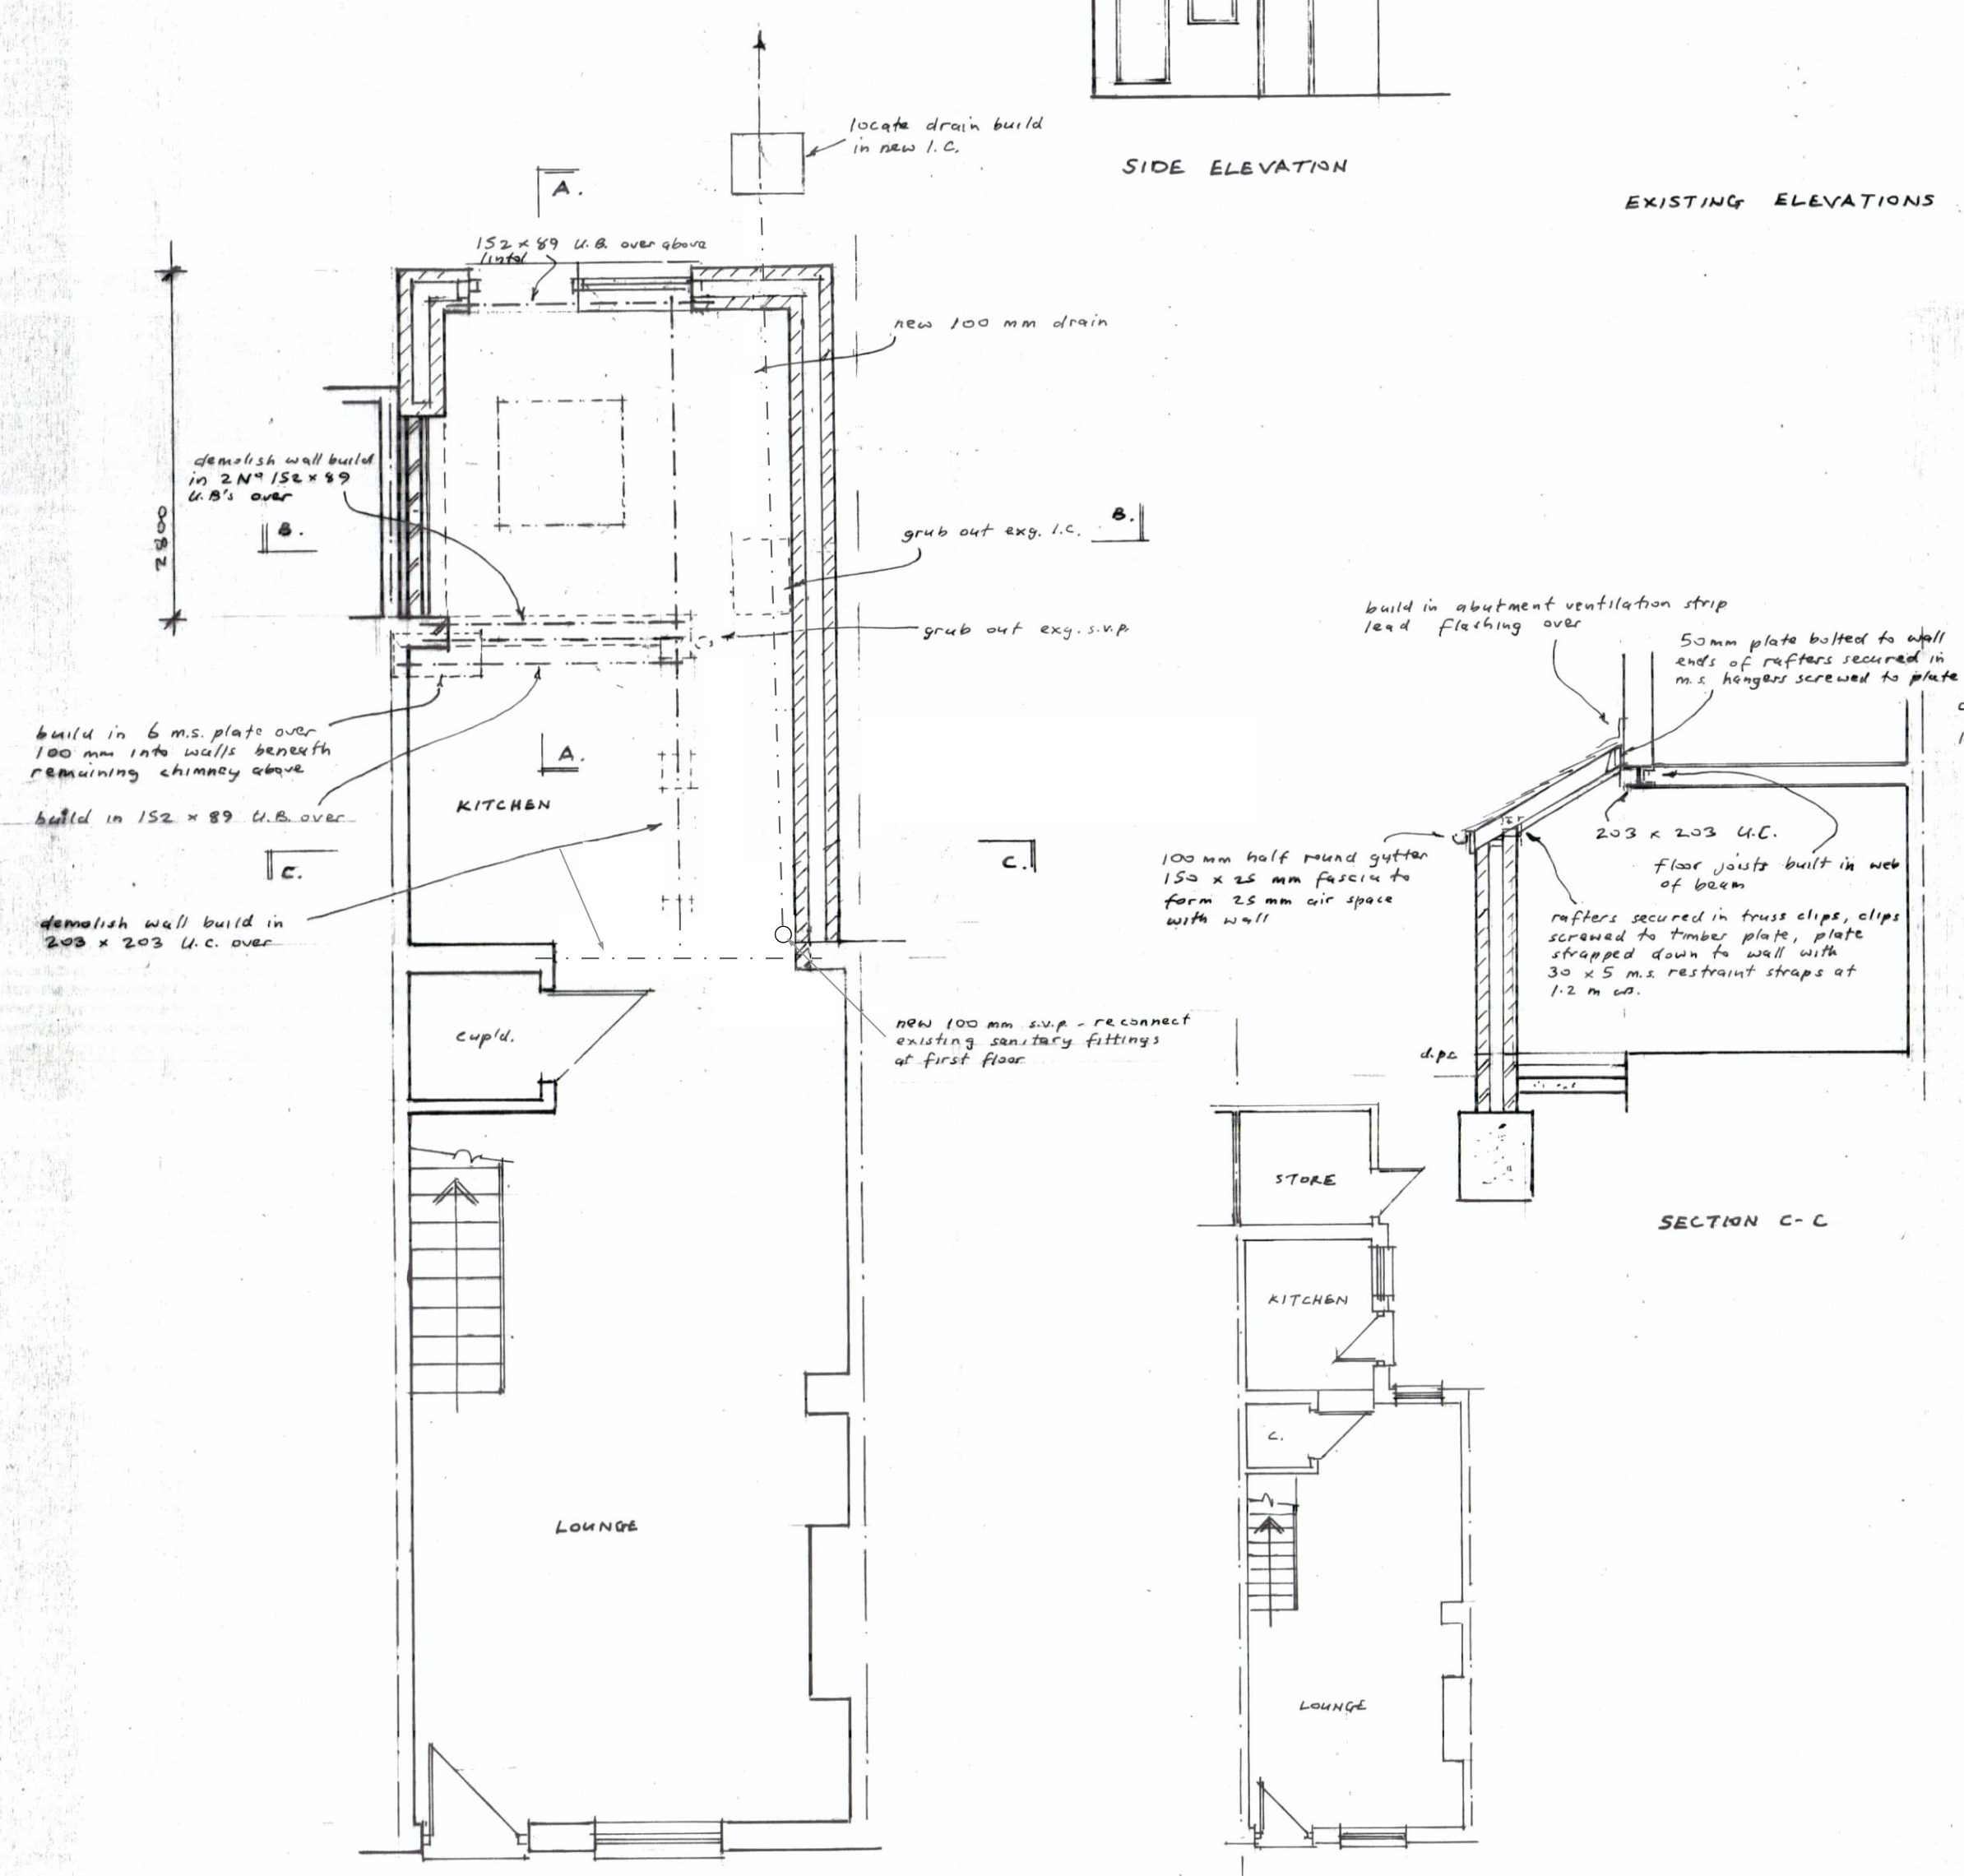 locate drain build
in new I.C.
SIDE ELEVATION
EXISTING ELEVATIONS
A.
152 x 89 U.B. over above
lintol
new 100 mm drain
demolish wall build
in 2 Nº 152 x 89
U.B's over
B.
B.
2800
grub out exg. I.C.
grub out exg. s.v.p.
build in 6 m.s. plate over
100 mm into walls beneath
remaining chimney above
A.
KITCHEN
build in 152 x 89 U.B. over
C.
C.
demolish wall build in
203 x 203 U.C. over
cup'd.
new 100 mm s.v.p - reconnect
existing sanitary fittings
at first floor
LOUNGE
build in abutment ventilation strip
lead flashing over
50mm plate bolted to wall
ends of rafters secured in
m.s. hangers screwed to plate
203 x 203 U.C.
floor joists built in web
of beam
100 mm half round gutter
150 x 25 mm fascia to
form 25 mm air space
with wall
rafters secured in truss clips, clips
screwed to timber plate, plate
strapped down to wall with
30 x 5 m.s. restraint straps at
1.2 m crs.
d.p.c
SECTION C-C
STORE
KITCHEN
C.
LOUNGE